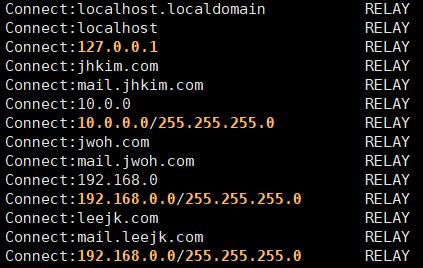 Connect:localhost.localdomain RELAY
Connect:localhost RELAY
Connect:127.0.0.1 RELAY
Connect:jhkim.com RELAY
Connect:mail.jhkim.com RELAY
Connect:10.0.0 RELAY
Connect:10.0.0.0/255.255.255.0 RELAY
Connect:jwoh.com RELAY
Connect:mail.jwoh.com RELAY
Connect:192.168.0 RELAY
Connect:192.168.0.0/255.255.255.0 RELAY
Connect:leejk.com RELAY
Connect:mail.leejk.com RELAY
Connect:192.168.0.0/255.255.255.0 RELAY